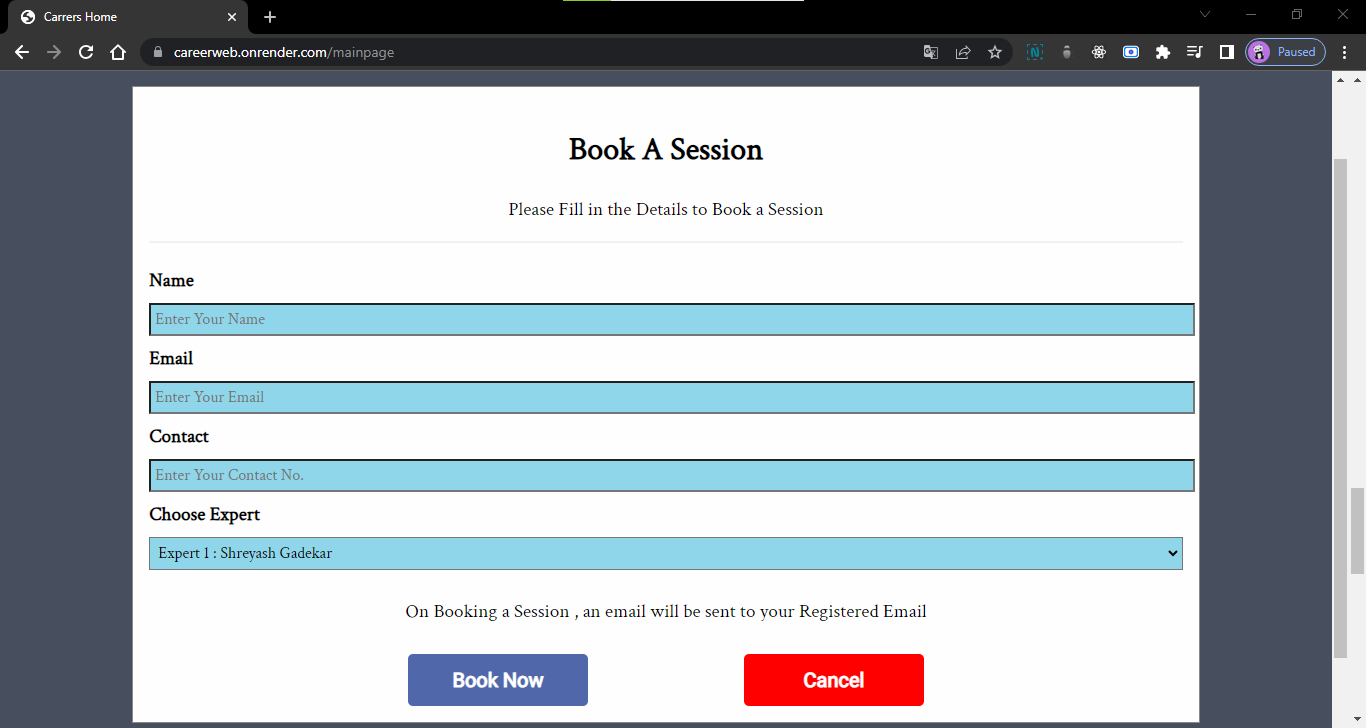 Carrers Home
careerweb.onrender.com/mainpage
Paused
Book A Session
Please Fill in the Details to Book a Session
Name
Enter Your Name
Email
Enter Your Email
Contact
Enter Your Contact No.
Choose Expert
Expert 1 : Shreyash Gadekar
On Booking a Session , an email will be sent to your Registered Email
Book Now
Cancel